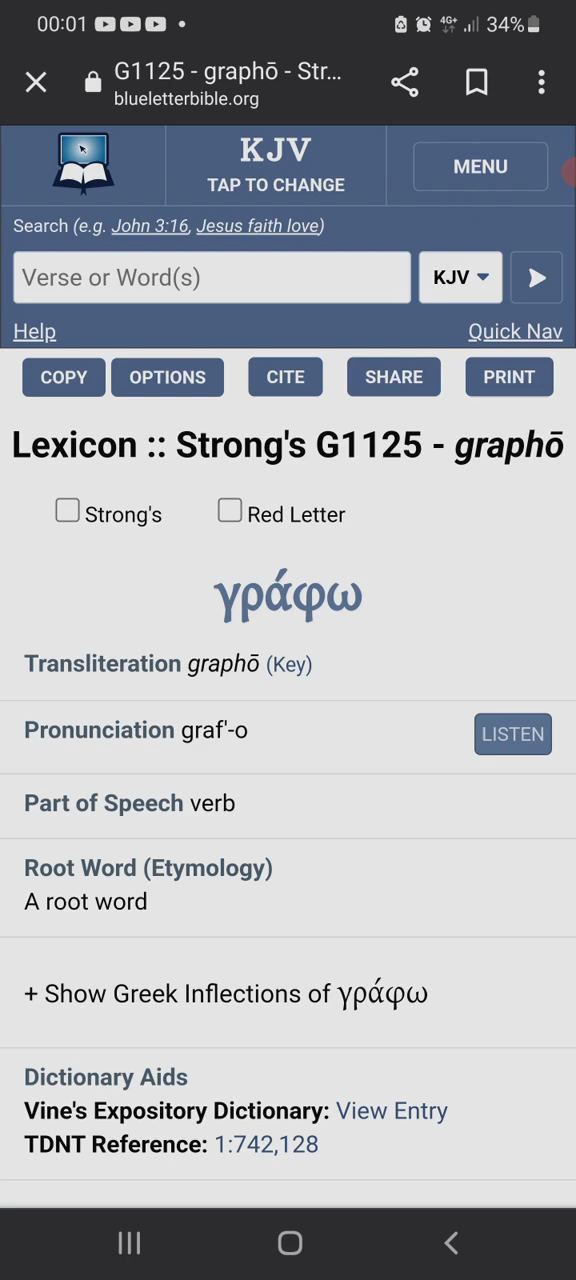 00:01 4G+ 34%
G1125 - graphō - Str...
blueletterbible.org
KJV
TAP TO CHANGE
MENU
Search (e.g. John 3:16, Jesus faith love)
Verse or Word(s) KJV
Help Quick Nav
COPY OPTIONS CITE SHARE PRINT
Lexicon :: Strong's G1125 - graphō
Strong's Red Letter
γράφω
Transliteration graphō (Key)
Pronunciation graf'-o LISTEN
Part of Speech verb
Root Word (Etymology)
A root word
+ Show Greek Inflections of γράφω
Dictionary Aids
Vine's Expository Dictionary: View Entry
TDNT Reference: 1:742,128